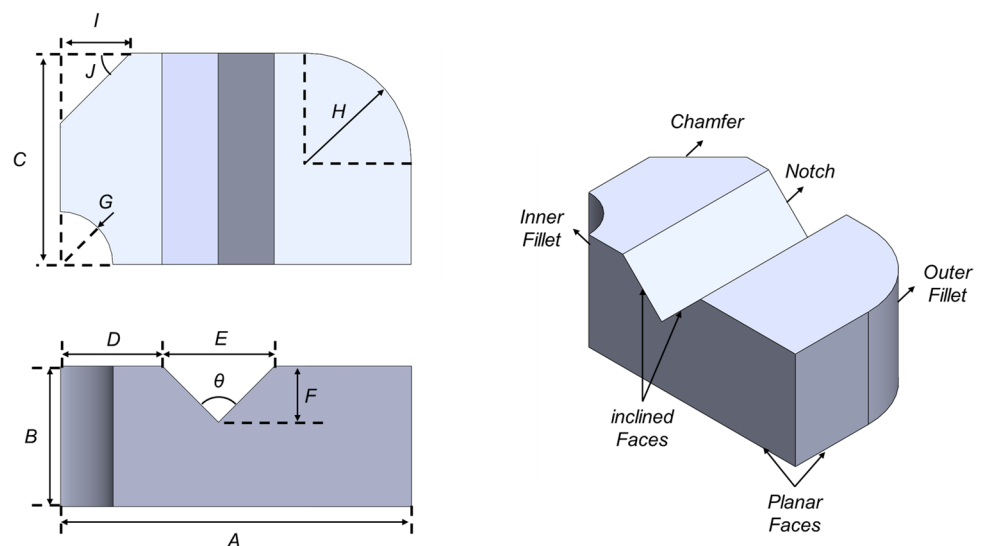 I
J
H
C
G
D
E
θ
F
B
A
Chamfer
Notch
Inner
Fillet
Outer
Fillet
inclined
Faces
Planar
Faces